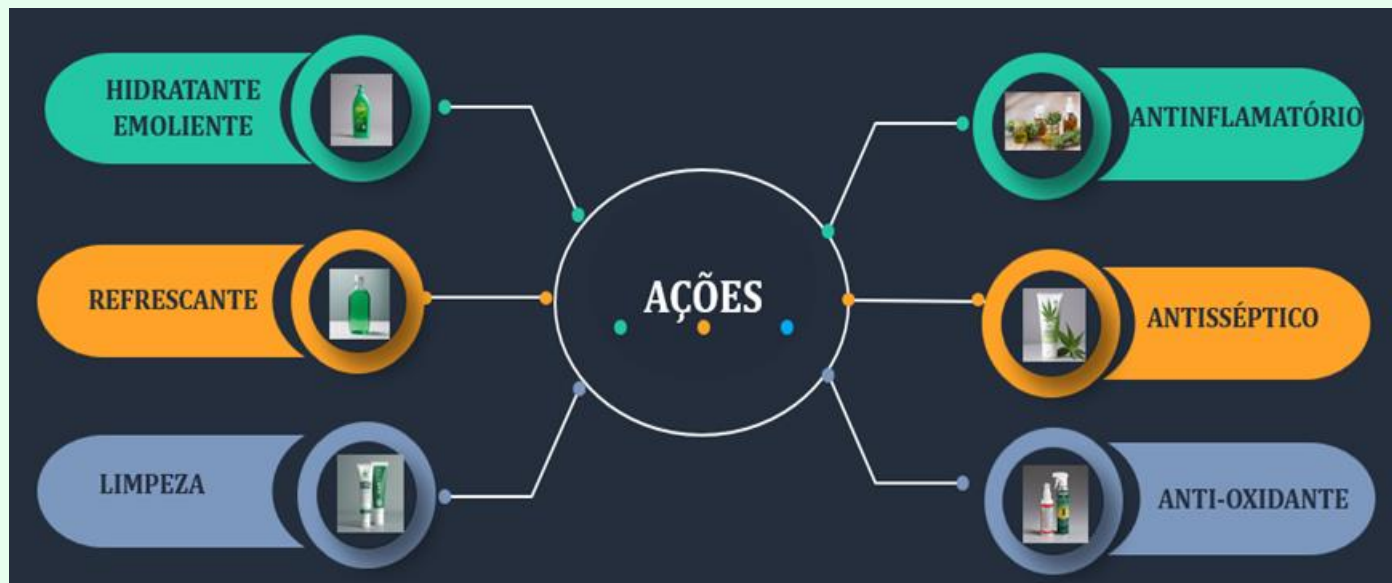 HIDRATANTE
EMOLIENTE
REFRESCANTE
LIMPEZA
AÇÕES
ANTINFLAMATÓRIO
ANTISSÉPTICO
ANTI-OXIDANTE